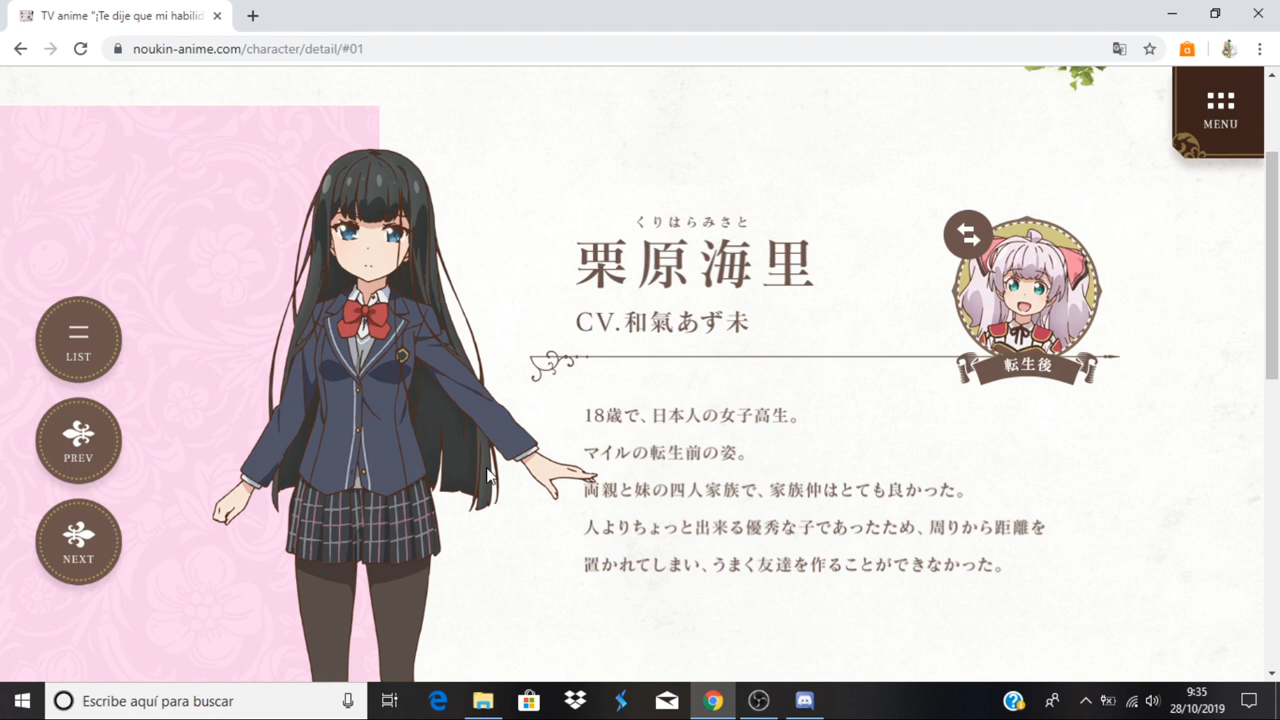 TV anime "¡Te dije que mi habilid
noukin-anime.com/character/detail/#01
MENU
くりはらみさと
栗原海里
CV.和氣あず未
転生後
LIST
PREV
NEXT
18歳で、日本人の女子高生。
マイルの転生前の姿。
両親と妹の四人家族で、家族仲はとても良かった。
人よりちょっと出来る優秀な子であったため、周りから距離を
置かれてしまい、うまく友達を作ることができなかった。
Escribe aquí para buscar
9:35
28/10/2019